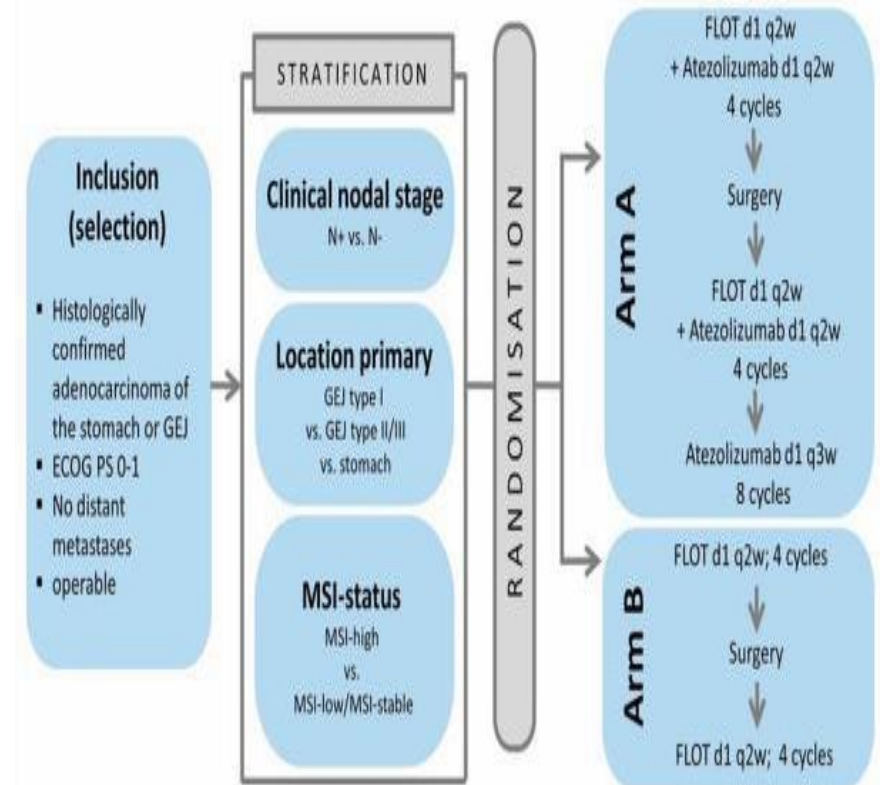 Inclusion
(selection)
▪ Histologically
confirmed
adenocarcinoma of
the stomach or GEJ
▪ ECOG PS 0-1
▪ No distant
metastases
▪ operable
STRATIFICATION
Clinical nodal stage
N+ vs. N-
Location primary
GEJ type I
vs. GEJ type II/III
vs. stomach
MSI-status
MSI-high
vs.
MSI-low/MSI-stable
RANDOMISATION
Arm A
FLOT d1 q2w
+ Atezolizumab d1 q2w
4 cycles
Surgery
FLOT d1 q2w
+ Atezolizumab d1 q2w
4 cycles
Atezolizumab d1 q3w
8 cycles
Arm B
FLOT d1 q2w; 4 cycles
Surgery
FLOT d1 q2w; 4 cycles